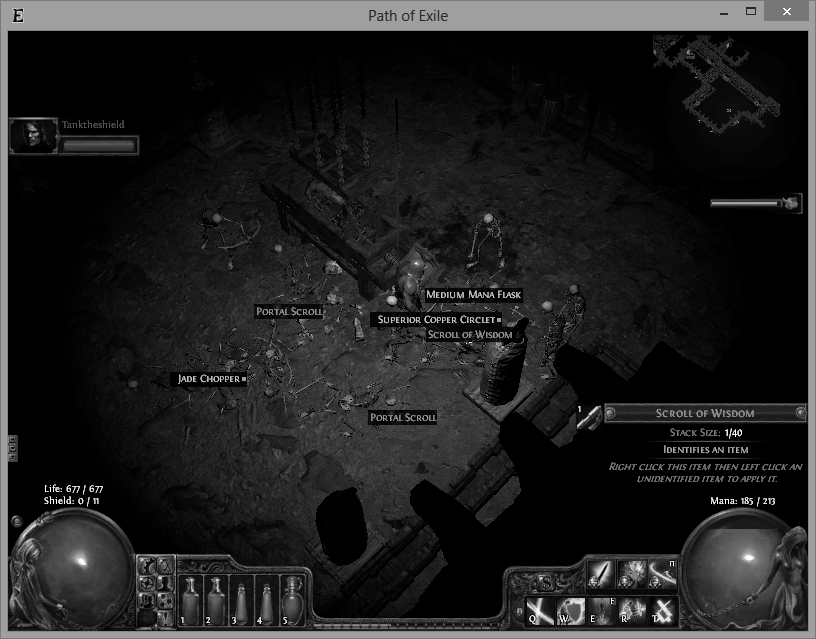 E
Path of Exile
Tanktheshield
Medium Mana Flask
Portal Scroll
Superior Copper Circlet
Scroll of Wisdom
Jade Chopper
Portal Scroll
1
Scroll of Wisdom
Stack Size: 1/40
Identifies an item
Right click this item then left click an
unidentified item to apply it.
Life: 677 / 677
Shield: 0 / 11
Mana: 185 / 213
S
1 2 3 4 5
Q W E R T